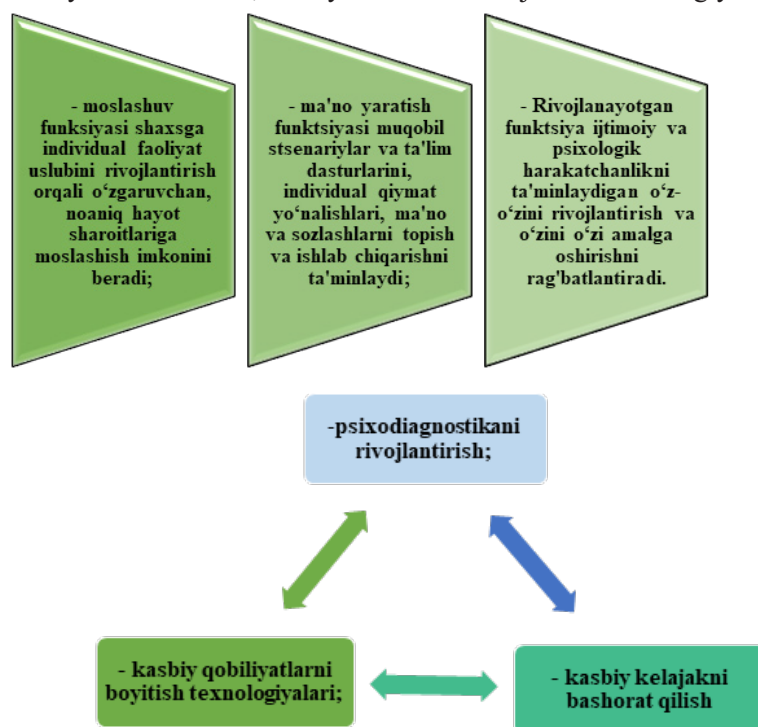 - moslashuv
funksiyasi shaxsga
individual faoliyat
uslubini rivojlantirish
orqali o‘zgaruvchan,
noaniq hayot
sharoitlariga
moslashish imkonini
beradi;
- ma'no yaratish
funktsiyasi muqobil
stsenariylar va ta'lim
dasturlarini,
individual qiymat
yo‘nalishlari, ma'no
va sozlashlarni topish
va ishlab chiqarishni
ta'minlaydi;
- Rivojlanayotgan
funktsiya ijtimoiy va
psixologik
harakatchanlikni
ta'minlaydigan o‘z-
o‘zini rivojlantirish va
o‘zini o‘zi amalga
oshirishni
rag'batlantiradi.
-psixodiagnostikani
rivojlantirish;
- kasbiy qobiliyatlarni
boyitish texnologiyalari;
- kasbiy kelajakni
bashorat qilish